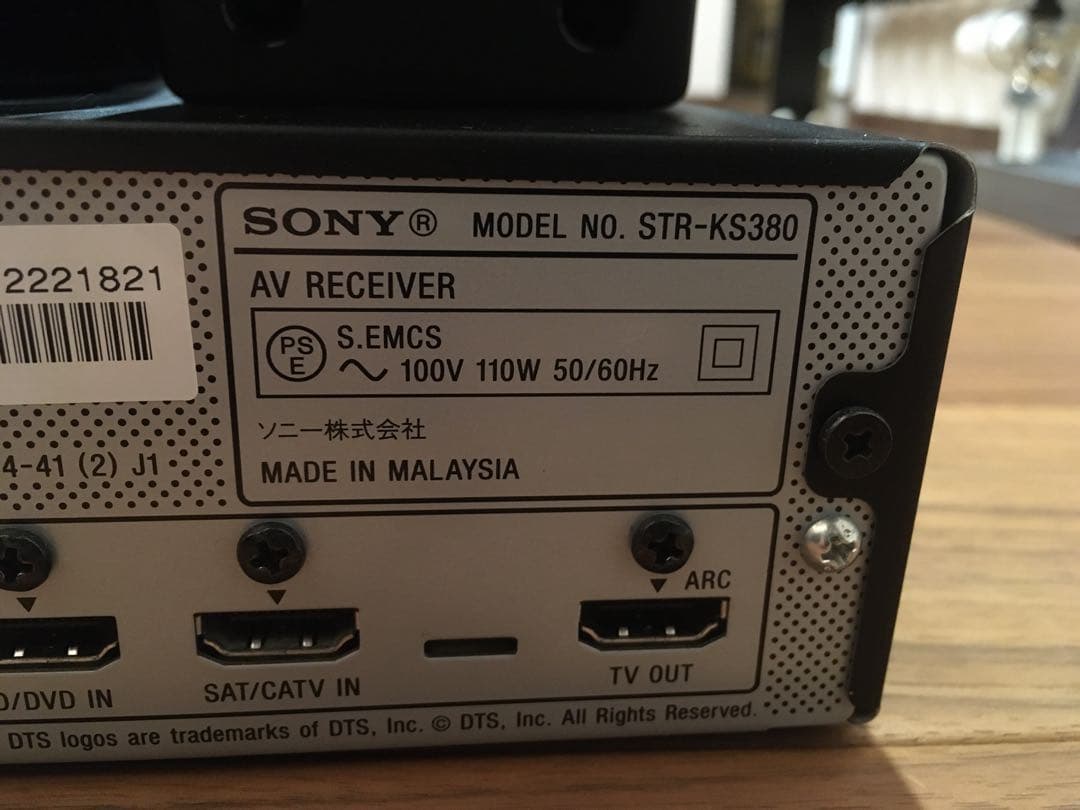 SONY® MODEL NO. STR-KS380
2221821
AV RECEIVER
PS
E
S.EMCS
100V 110W 50/60Hz
ソニー株式会社
4-41 (2) J1
MADE IN MALAYSIA
ARC
D/DVD IN
SAT/CATV IN
TV OUT
DTS logos are trademarks of DTS, Inc. © DTS, Inc. All Rights Reserved.